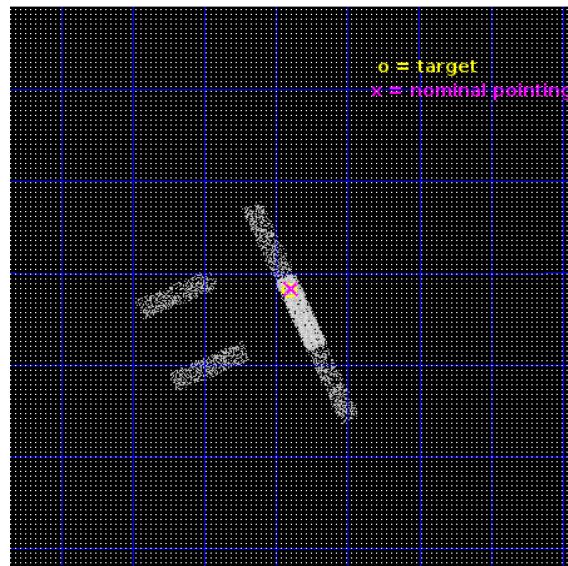 o = target
x = nominal pointing